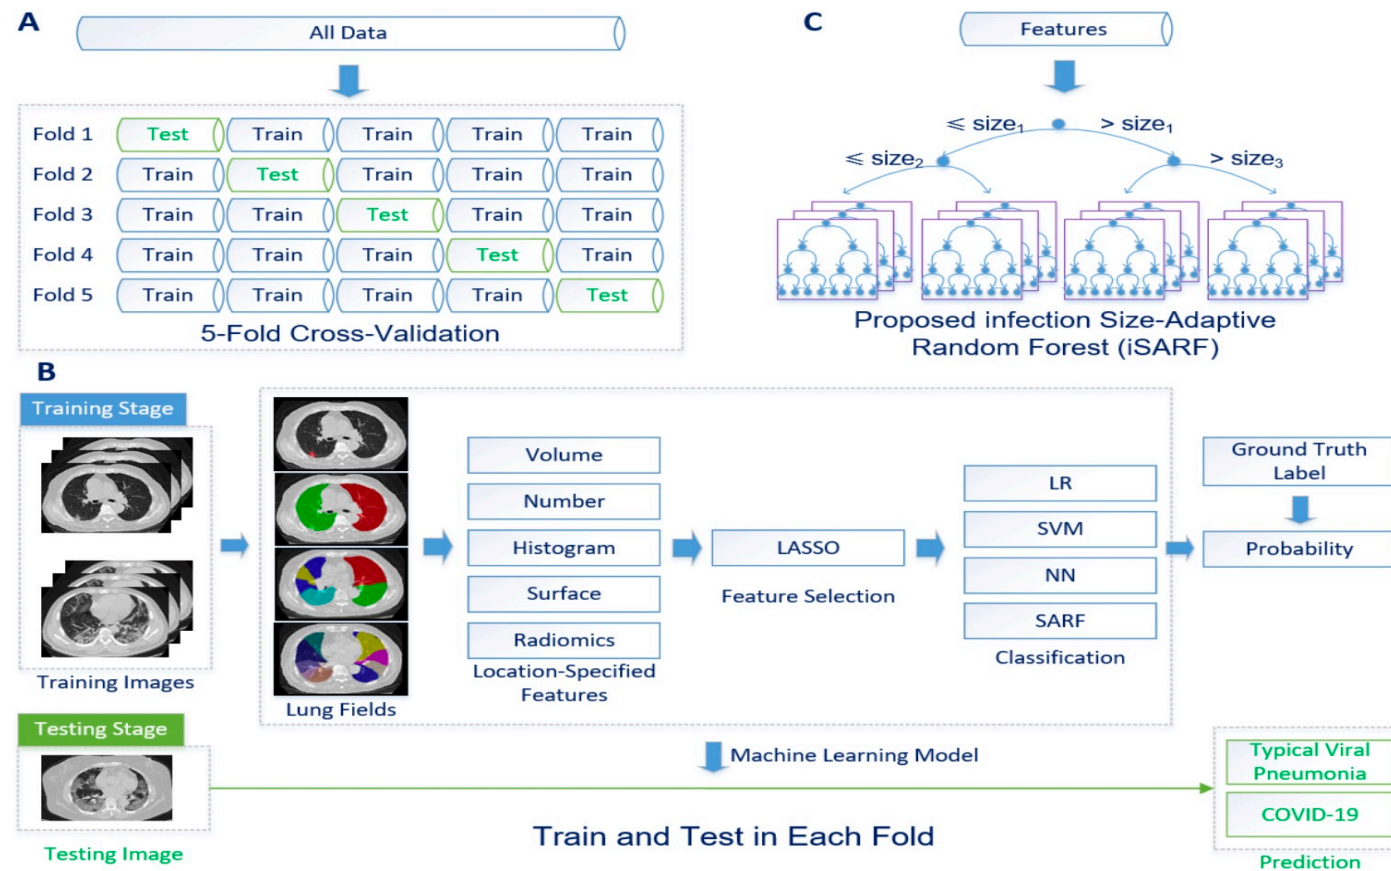 A
All Data
Fold 1 Test Train Train Train Train
Fold 2 Train Test Train Train Train
Fold 3 Train Train Test Train Train
Fold 4 Train Train Train Test Train
Fold 5 Train Train Train Train Test
5-Fold Cross-Validation
C
Features
⩽ size₁ > size₁
⩽ size₂ > size₃
Proposed infection Size-Adaptive
Random Forest (iSARF)
B
Training Stage
Training Images
Lung Fields
Volume
Number
Histogram
Surface
Radiomics
Location-Specified
Features
LASSO
Feature Selection
LR
SVM
NN
SARF
Classification
Ground Truth
Label
Probability
Testing Stage
Testing Image
Machine Learning Model
Train and Test in Each Fold
Typical Viral
Pneumonia
COVID-19
Prediction